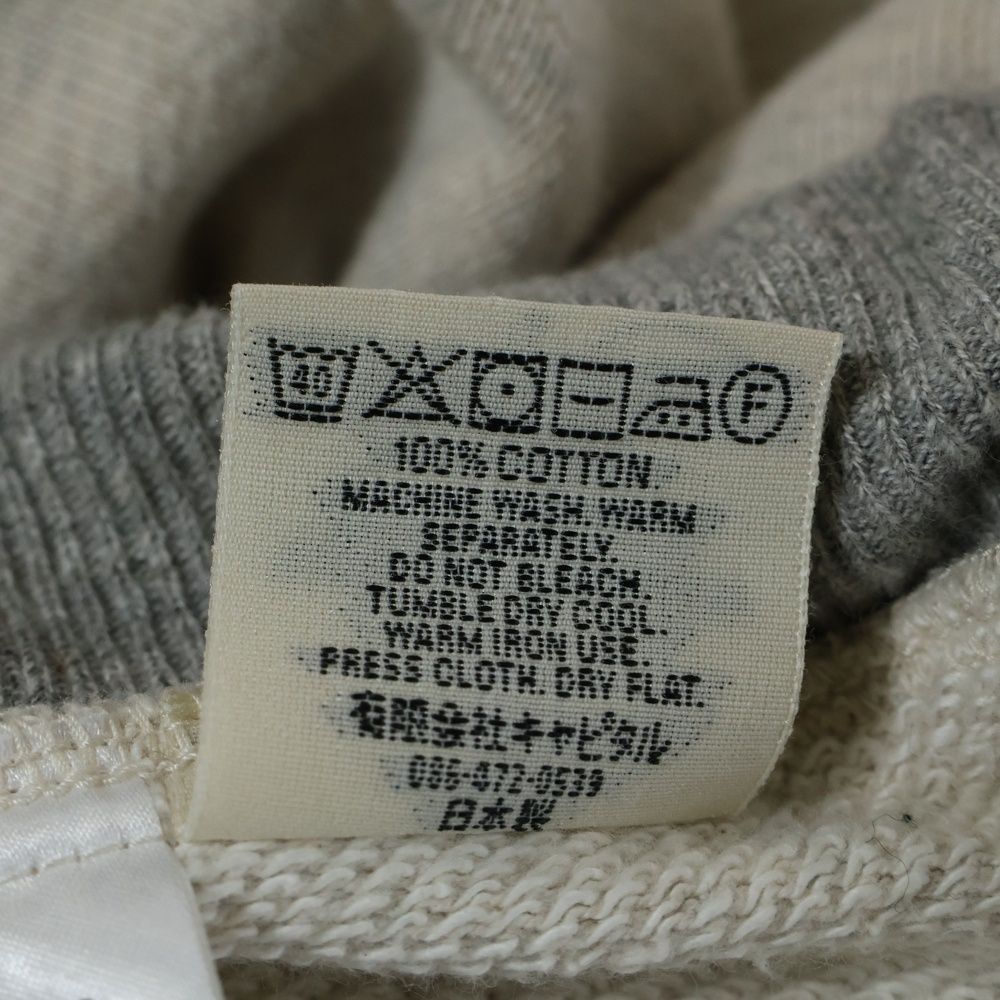 40 P
100% COTTON
MACHINE WASH. WARM
SEPARATELY.
DO NOT BLEACH.
TUMBLE DRY COOL.
WARM IRON USE.
PRESS CLOTH. DRY FLAT.
有限会社キャピタル
086-472-0539
日本製